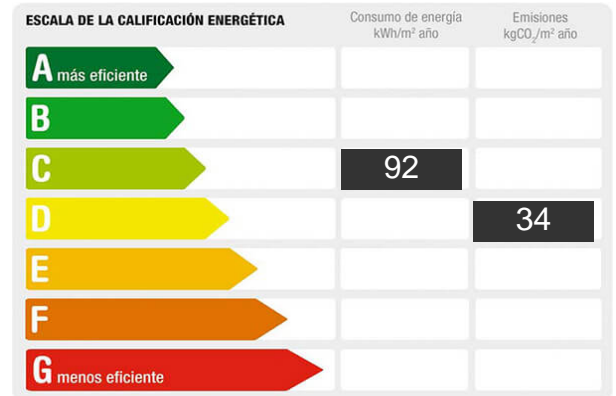 ESCALA DE LA CALIFICACIÓN ENERGÉTICA
Consumo de energía
kWh/m² año
Emisiones
kgCO₂/m² año
A más eficiente
B
C
92
D
34
E
F
G menos eficiente